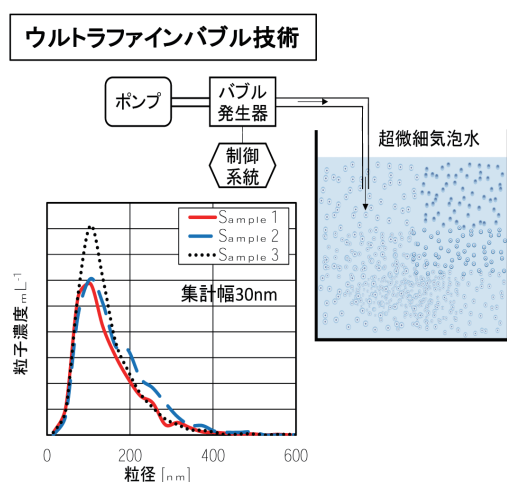 ウルトラファインバブル技術
ポンプ
バブル
発生器
制御
系統
超微細気泡水
Sample 1
Sample 2
Sample 3
集計幅30nm
粒子濃度 mL-1
0
200
400
600
粒径 [nm]